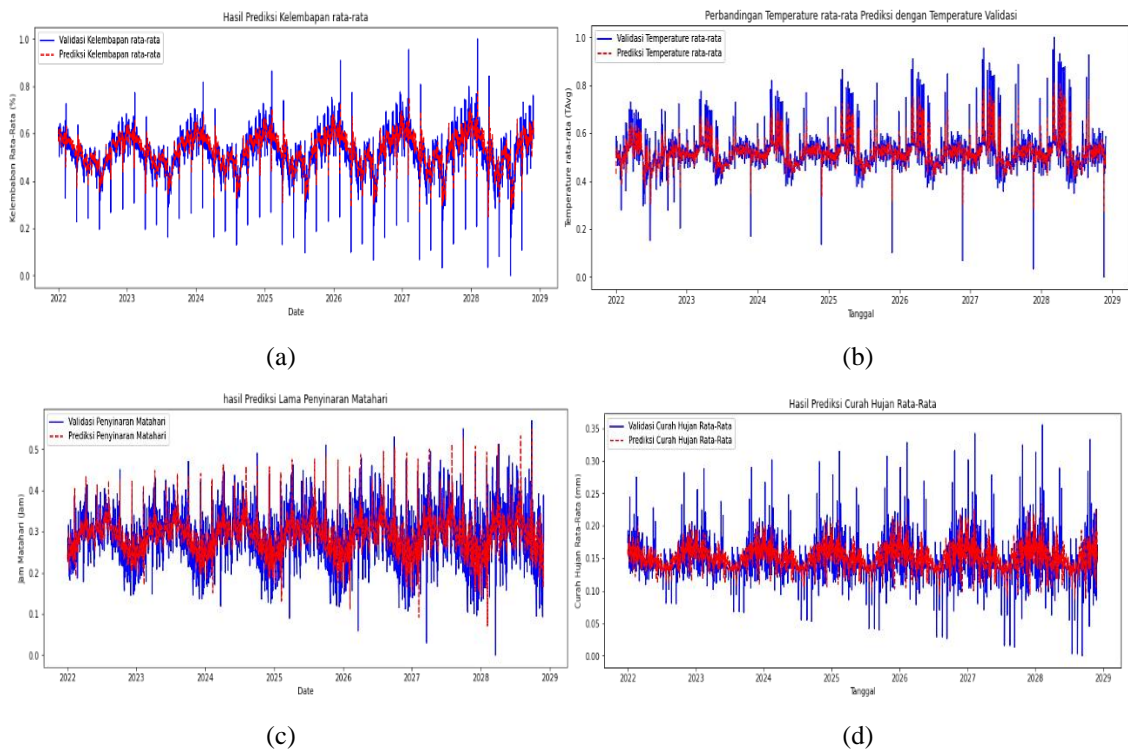 Hasil Prediksi Kelembapan rata-rata
Validasi Kelembapan rata-rata
Prediksi Kelembapan rata-rata
Kelembaban Rata-Rata (%)
1.0
0.8
0.6
0.4
0.2
0.0
2022 2023 2024 2025 2026 2027 2028 2029
Date
(a)
Perbandingan Temperature rata-rata Prediksi dengan Temperature Validasi
Validasi Temperature rata-rata
Prediksi Temperature rata-rata
Temperature rata-rata (TAvg)
1.0
0.8
0.6
0.4
0.2
0.0
2022 2023 2024 2025 2026 2027 2028 2029
Tanggal
(b)
hasil Prediksi Lama Penyinaran Matahari
Validasi Penyinaran Matahari
Prediksi Penyinaran Matahari
Jam Matahari (Jam)
0.5
0.4
0.3
0.2
0.1
0.0
2022 2023 2024 2025 2026 2027 2028 2029
Date
(c)
Hasil Prediksi Curah Hujan Rata-Rata
Validasi Curah Hujan Rata-Rata
Prediksi Curah Hujan Rata-Rata
Curah Hujan Rata-Rata (mm)
0.35
0.30
0.25
0.20
0.15
0.10
0.05
0.00
2022 2023 2024 2025 2026 2027 2028 2029
Tanggal
(d)